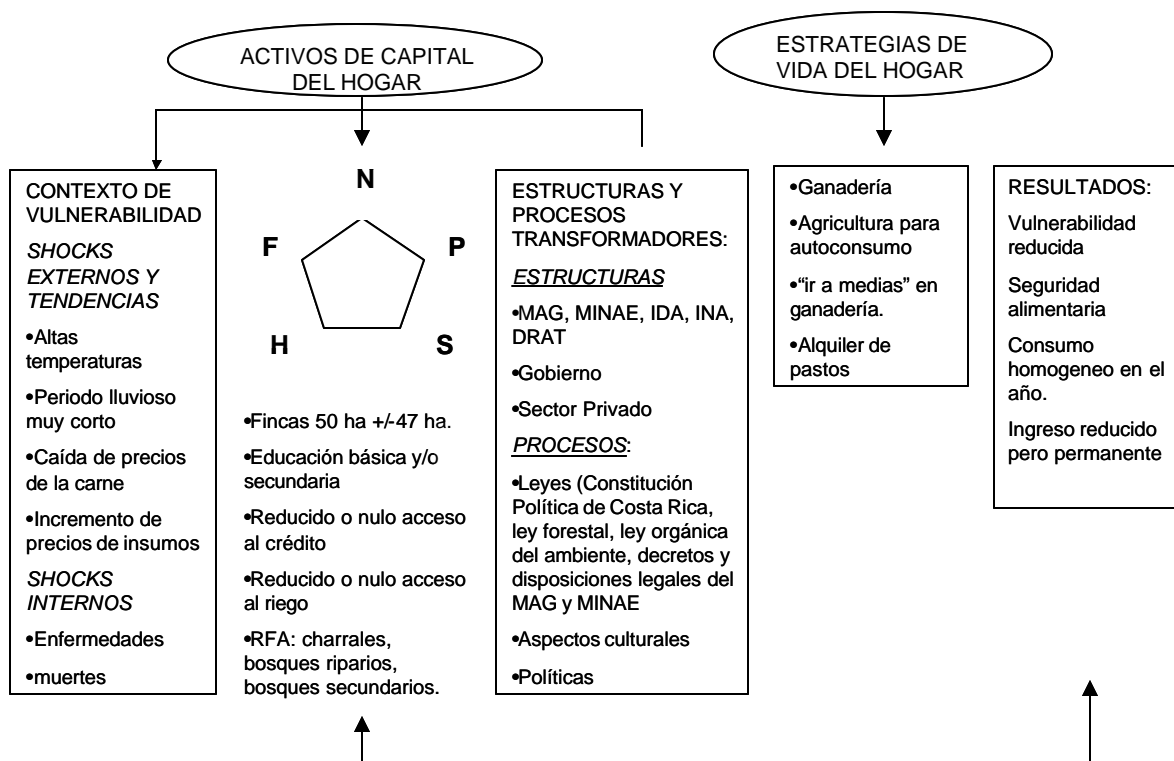 ACTIVOS DE CAPITAL
DEL HOGAR
ESTRATEGIAS DE
VIDA DEL HOGAR
CONTEXTO DE
VULNERABILIDAD
SHOCKS
EXTERNOS Y
TENDENCIAS
•Altas
temperaturas
•Periodo lluvioso
muy corto
•Caída de precios
de la carne
•Incremento de
precios de insumos
SHOCKS
INTERNOS
•Enfermedades
•muertes
N
F
P
H
S
•Fincas 50 ha +/-47 ha.
•Educación básica y/o
secundaria
•Reducido o nulo acceso
al crédito
•Reducido o nulo acceso
al riego
•RFA: charrales,
bosques riparios,
bosques secundarios.
ESTRUCTURAS Y
PROCESOS
TRANSFORMADORES:
ESTRUCTURAS
•MAG, MINAE, IDA, INA,
DRAT
•Gobierno
•Sector Privado
PROCESOS:
•Leyes (Constitución
Política de Costa Rica,
ley forestal, ley orgánica
del ambiente, decretos y
disposiciones legales del
MAG y MINAE
•Aspectos culturales
•Políticas
•Ganadería
•Agricultura para
autoconsumo
•“ir a medias” en
ganadería.
•Alquiler de
pastos
RESULTADOS:
Vulnerabilidad
reducida
Seguridad
alimentaria
Consumo
homogeneo en el
año.
Ingreso reducido
pero permanente